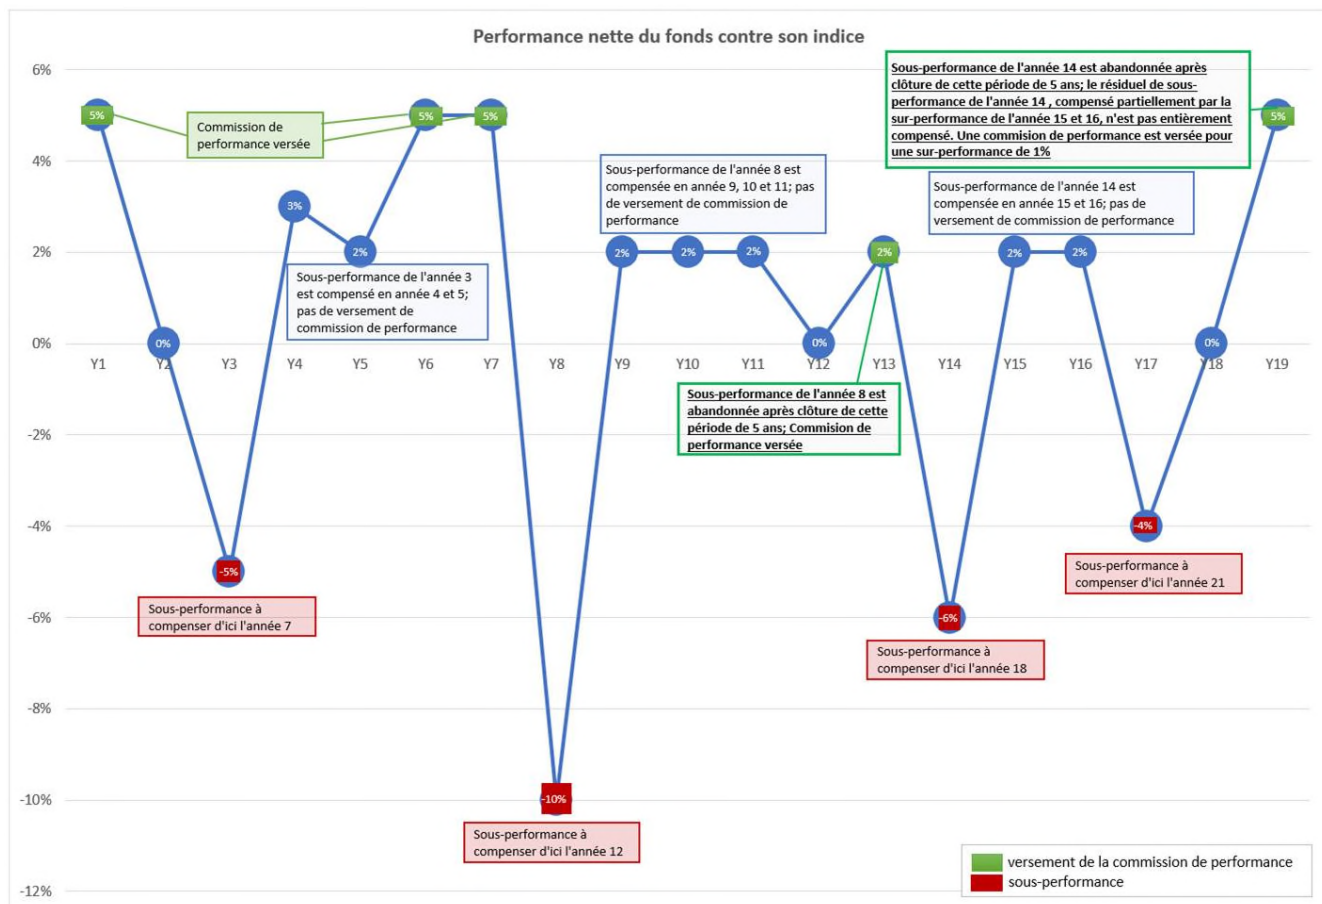 Performance nette du fonds contre son indice
6%
4%
2%
0%
-2%
-4%
-6%
-8%
-10%
-12%
5%
0%
-5%
3%
2%
5%
5%
-10%
2%
2%
2%
0%
2%
-6%
2%
2%
-4%
0%
5%
Y1
Y2
Y3
Y4
Y5
Y6
Y7
Y8
Y9
Y10
Y11
Y12
Y13
Y14
Y15
Y16
Y17
Y18
Y19
Commission de
performance versée
Sous-performance de l'année 3
est compensé en année 4 et 5;
pas de versement de
commission de performance
Sous-performance à
compenser d'ici l'année 7
Sous-performance à
compenser d'ici l'année 12
Sous-performance de l'année 8 est
compensée en année 9, 10 et 11; pas
de versement de commission de
performance
Sous-performance de l'année 8 est
abandonnée après clôture de cette
période de 5 ans; Commision de
performance versée
Sous-performance à
compenser d'ici l'année 18
Sous-performance de l'année 14 est
compensée en année 15 et 16; pas de
versement de commission de performance
Sous-performance de l'année 14 est abandonnée après
clôture de cette période de 5 ans; le résiduel de sous-
performance de l'année 14 , compensé partiellement par la
sur-performance de l'année 15 et 16, n'est pas entièrement
compensé. Une commision de performance est versée pour
une sur-performance de 1%
Sous-performance à
compenser d'ici l'année 21
versement de la commission de performance
sous-performance